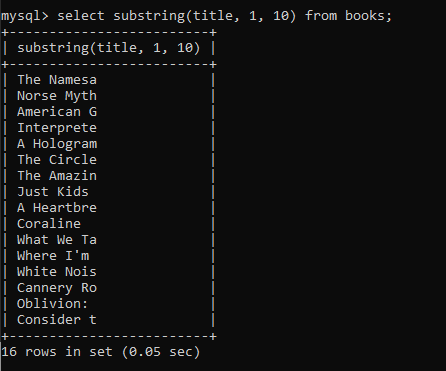 mysql> select substring(title, 1, 10) from books;
+-------------------------+
| substring(title, 1, 10) |
+-------------------------+
| The Namesa              |
| Norse Myth              |
| American G              |
| Interprete              |
| A Hologram              |
| The Circle              |
| The Amazin              |
| Just Kids               |
| A Heartbre              |
| Coraline                |
| What We Ta              |
| Where I'm               |
| White Nois              |
| Cannery Ro              |
| Oblivion:               |
| Consider t              |
+-------------------------+
16 rows in set (0.05 sec)